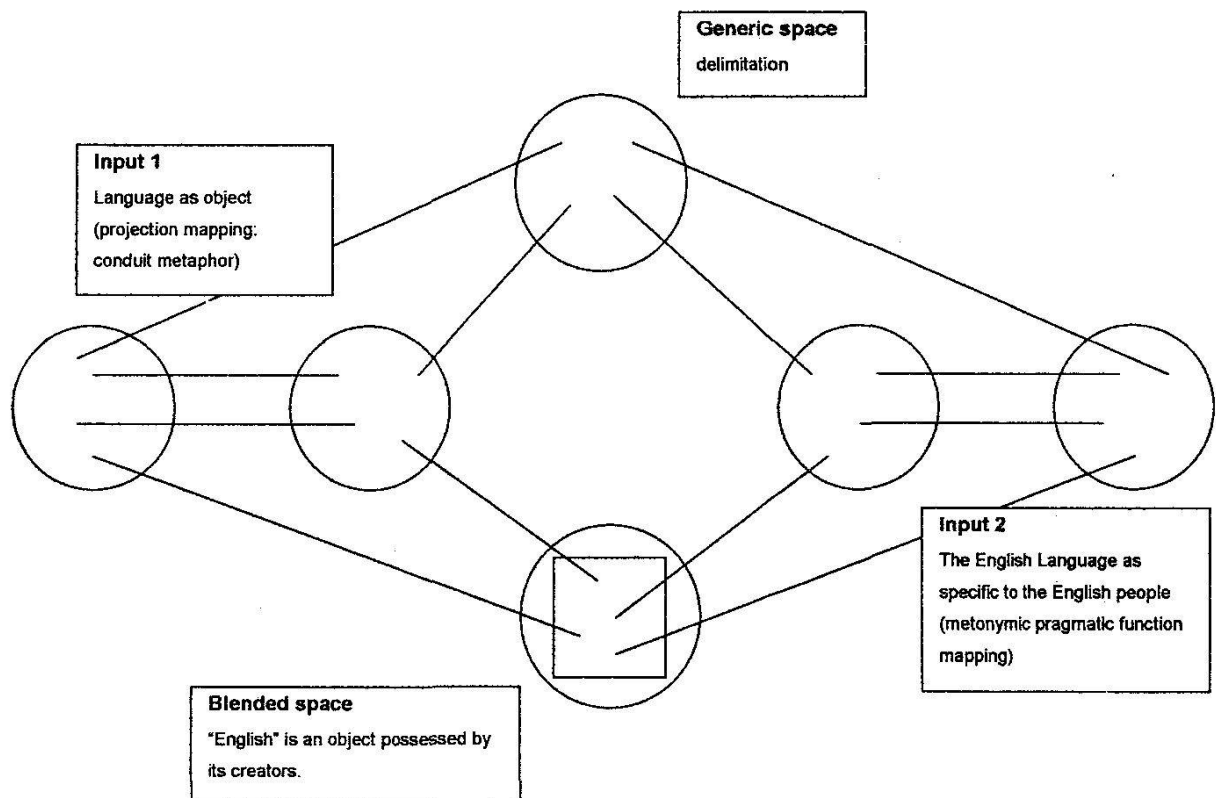 Generic space
delimitation
Input 1
Language as object
(projection mapping:
conduit metaphor)
Input 2
The English Language as
specific to the English people
(metonymic pragmatic function
mapping)
Blended space
"English" is an object possessed by
its creators.